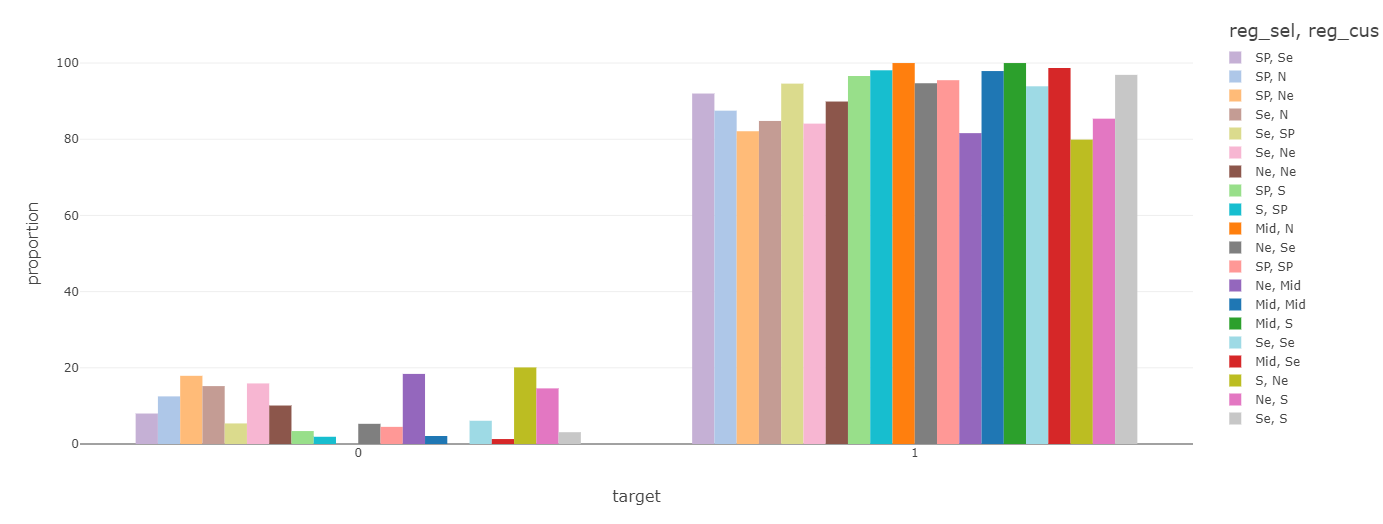 reg_sel, reg_cus
SP, Se
SP, N
SP, Ne
Se, N
Se, SP
Se, Ne
Ne, Ne
SP, S
S, SP
Mid, N
Ne, Se
SP, SP
Ne, Mid
Mid, Mid
Mid, S
Se, Se
Mid, Se
S, Ne
Ne, S
Se, S
proportion
100
80
60
40
20
0
0
1
target